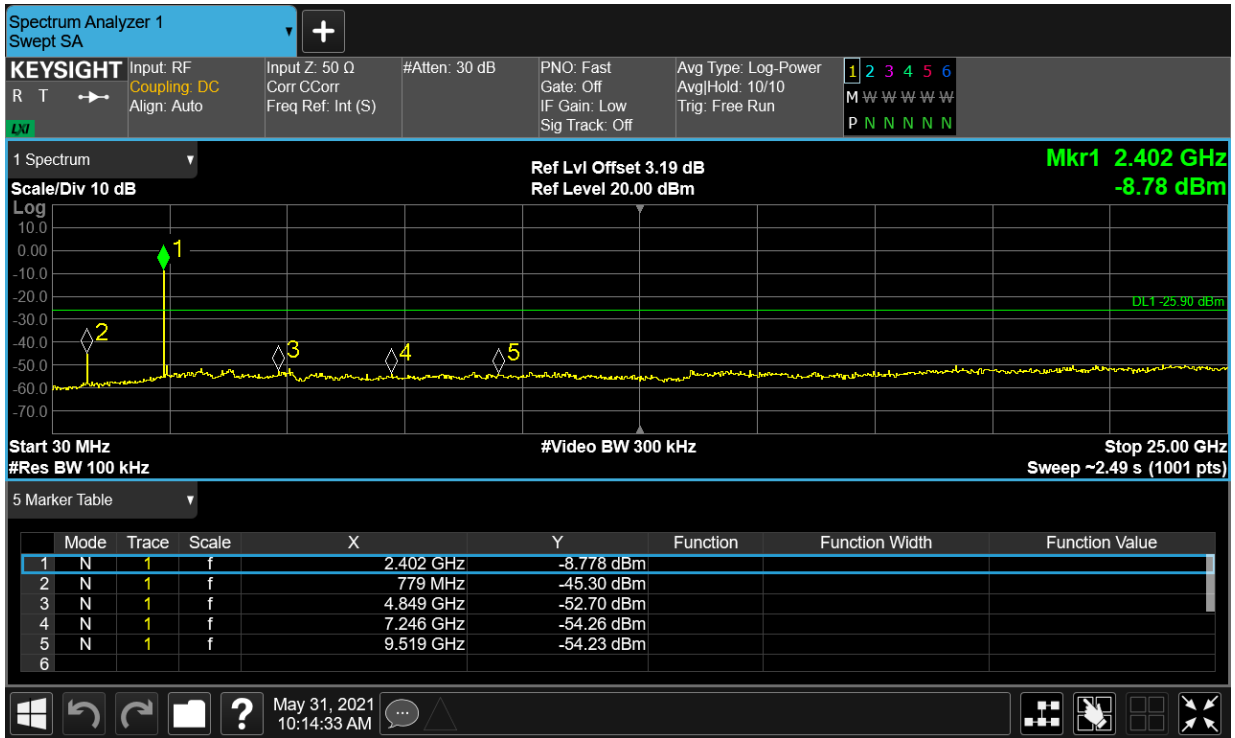 Spectrum Analyzer 1
Swept SA
KEYSIGHT
R T
LXI
Input: RF
Coupling: DC
Align: Auto
Input Z: 50 Ω
Corr CCorr
Freq Ref: Int (S)
#Atten: 30 dB
PNO: Fast
Gate: Off
IF Gain: Low
Sig Track: Off
Avg Type: Log-Power
Avg|Hold: 10/10
Trig: Free Run
1 2 3 4 5 6
M W W W W W
P N N N N N
1 Spectrum
Scale/Div 10 dB
Ref Lvl Offset 3.19 dB
Ref Level 20.00 dBm
Mkr1 2.402 GHz
-8.78 dBm
Log
10.0
0.00
-10.0
-20.0
-30.0
-40.0
-50.0
-60.0
-70.0
1
2
3
4
5
DL1 -25.90 dBm
Start 30 MHz
#Video BW 300 kHz
Stop 25.00 GHz
#Res BW 100 kHz
Sweep ~2.49 s (1001 pts)
5 Marker Table
Mode Trace Scale X Y Function Function Width Function Value
1 N 1 f 2.402 GHz -8.778 dBm
2 N 1 f 779 MHz -45.30 dBm
3 N 1 f 4.849 GHz -52.70 dBm
4 N 1 f 7.246 GHz -54.26 dBm
5 N 1 f 9.519 GHz -54.23 dBm
6
?
May 31, 2021
10:14:33 AM